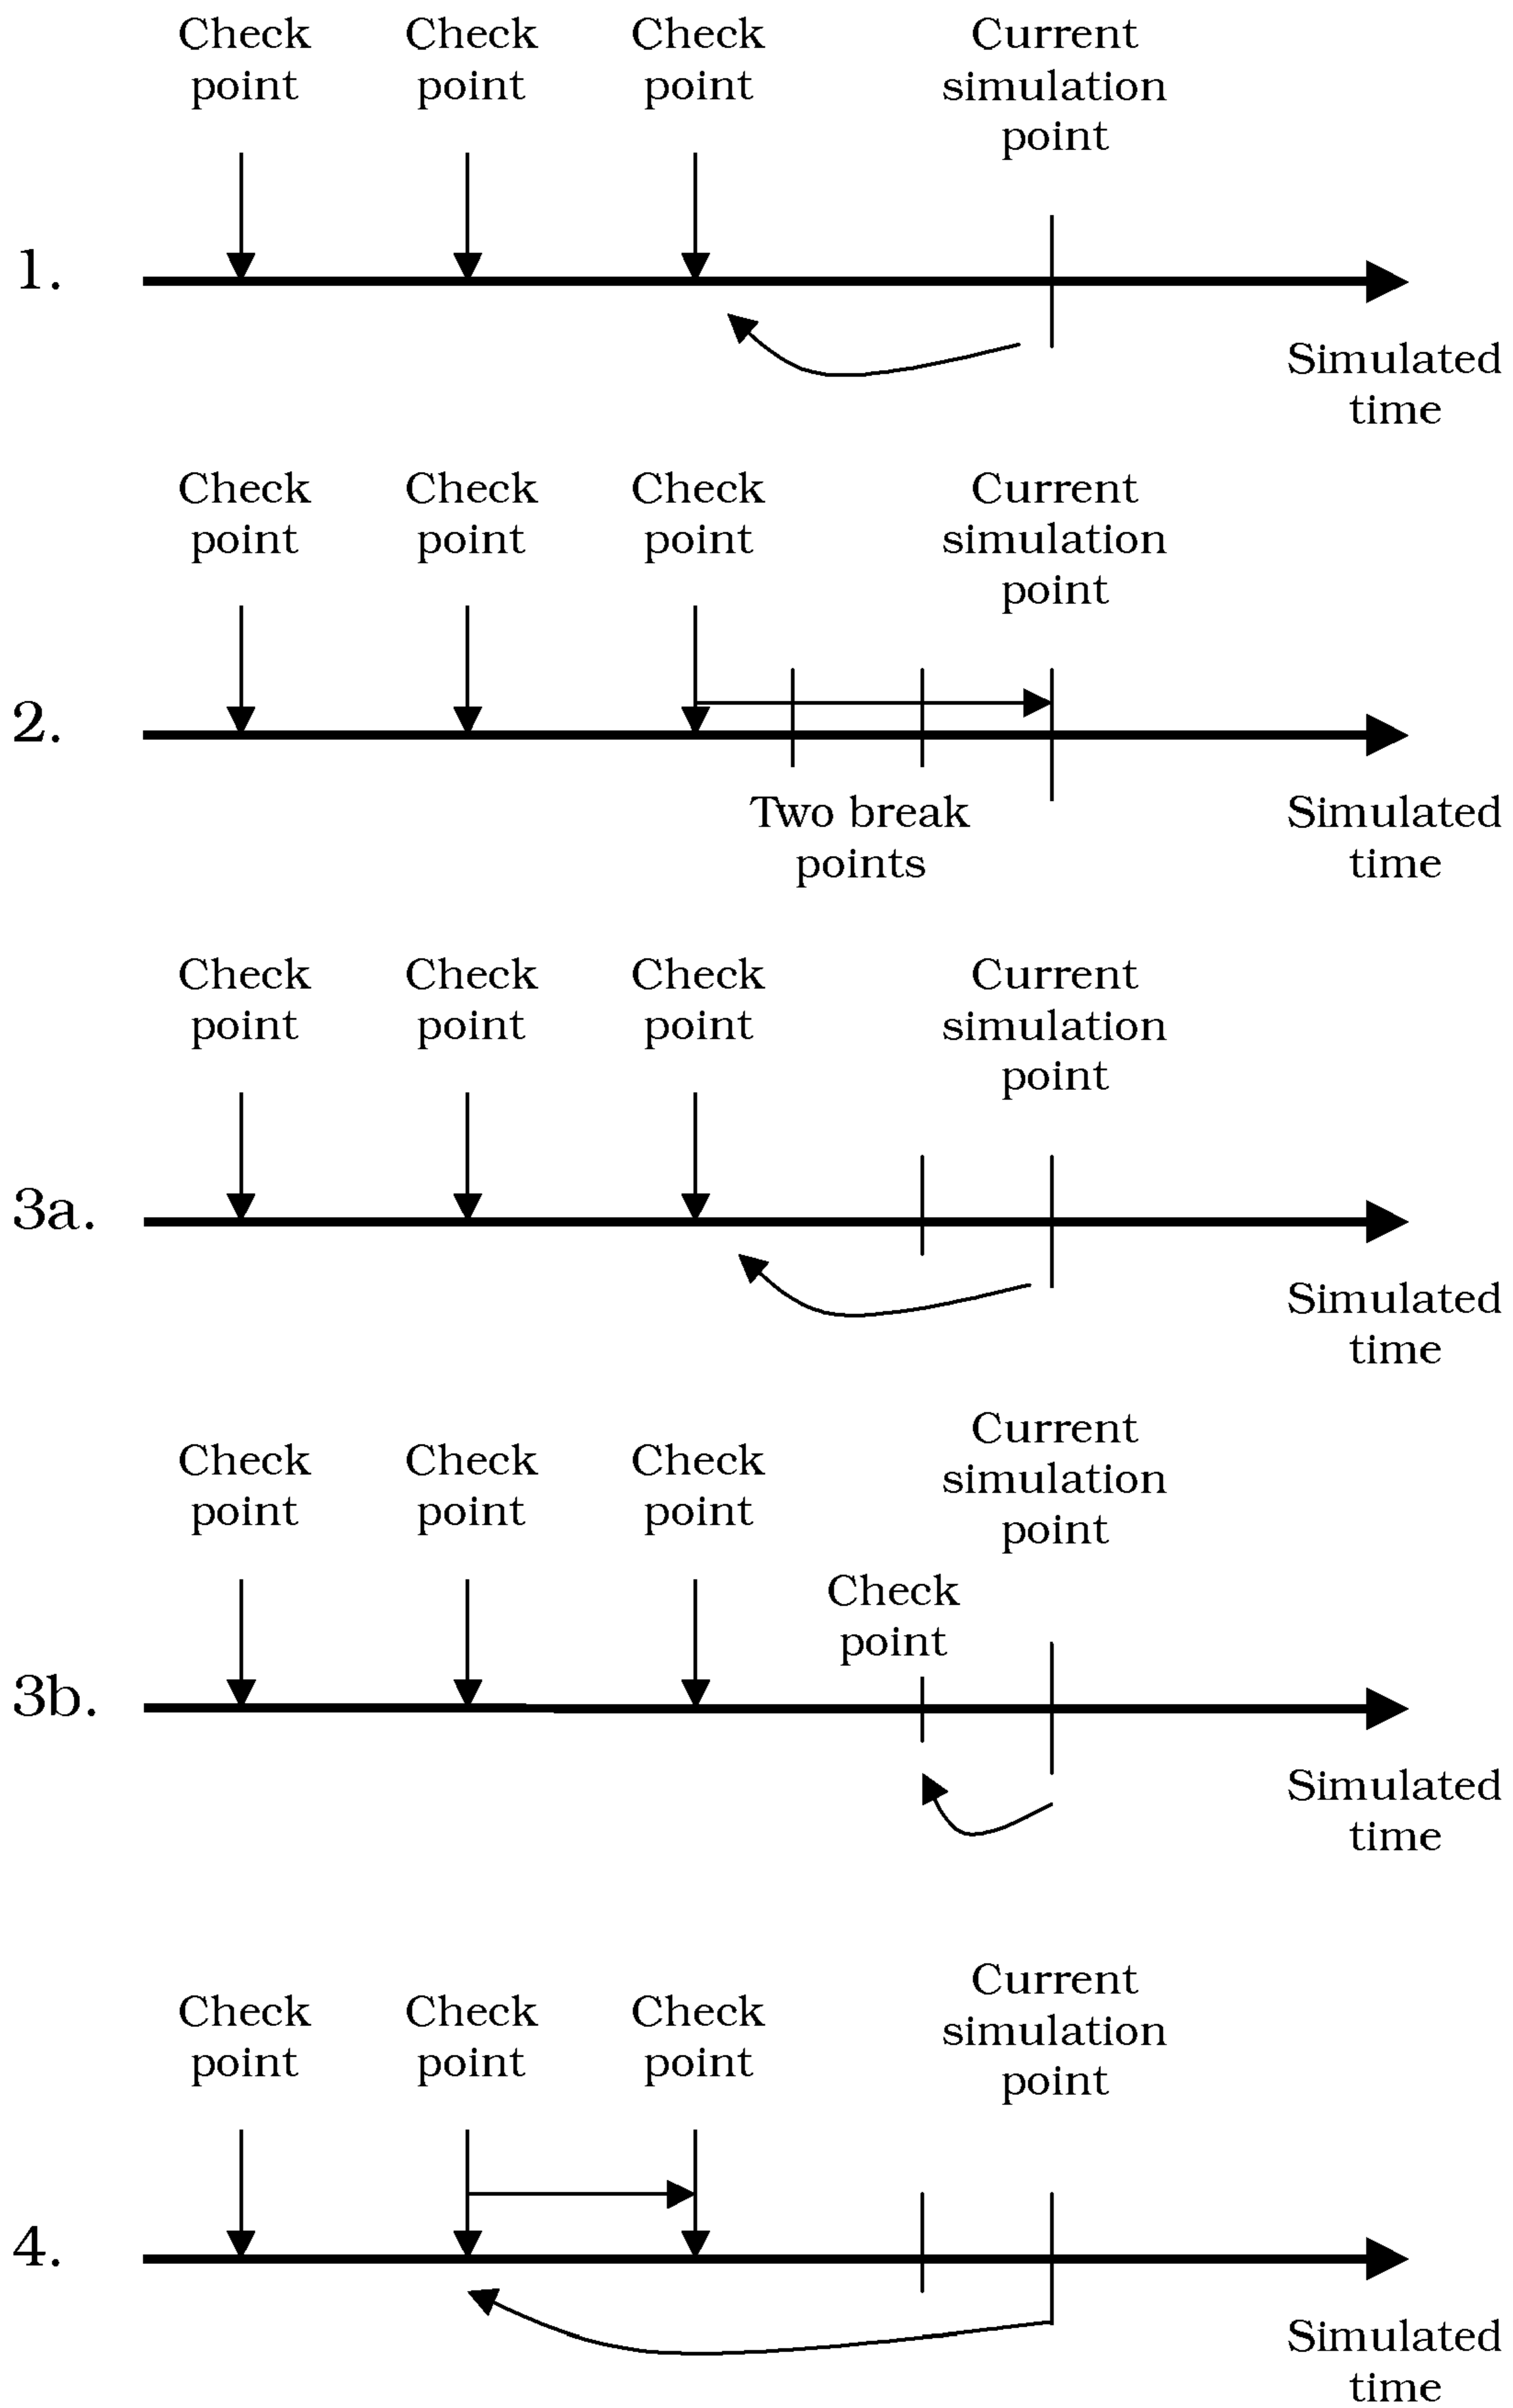 Check
point
Check
point
Check
point
Current
simulation
point
1.
Simulated
time
Check
point
Check
point
Check
point
Current
simulation
point
2.
Two break
points
Simulated
time
Check
point
Check
point
Check
point
Current
simulation
point
3a.
Simulated
time
Check
point
Check
point
Check
point
Current
simulation
point
Check
point
3b.
Simulated
time
Check
point
Check
point
Check
point
Current
simulation
point
4.
Simulated
time